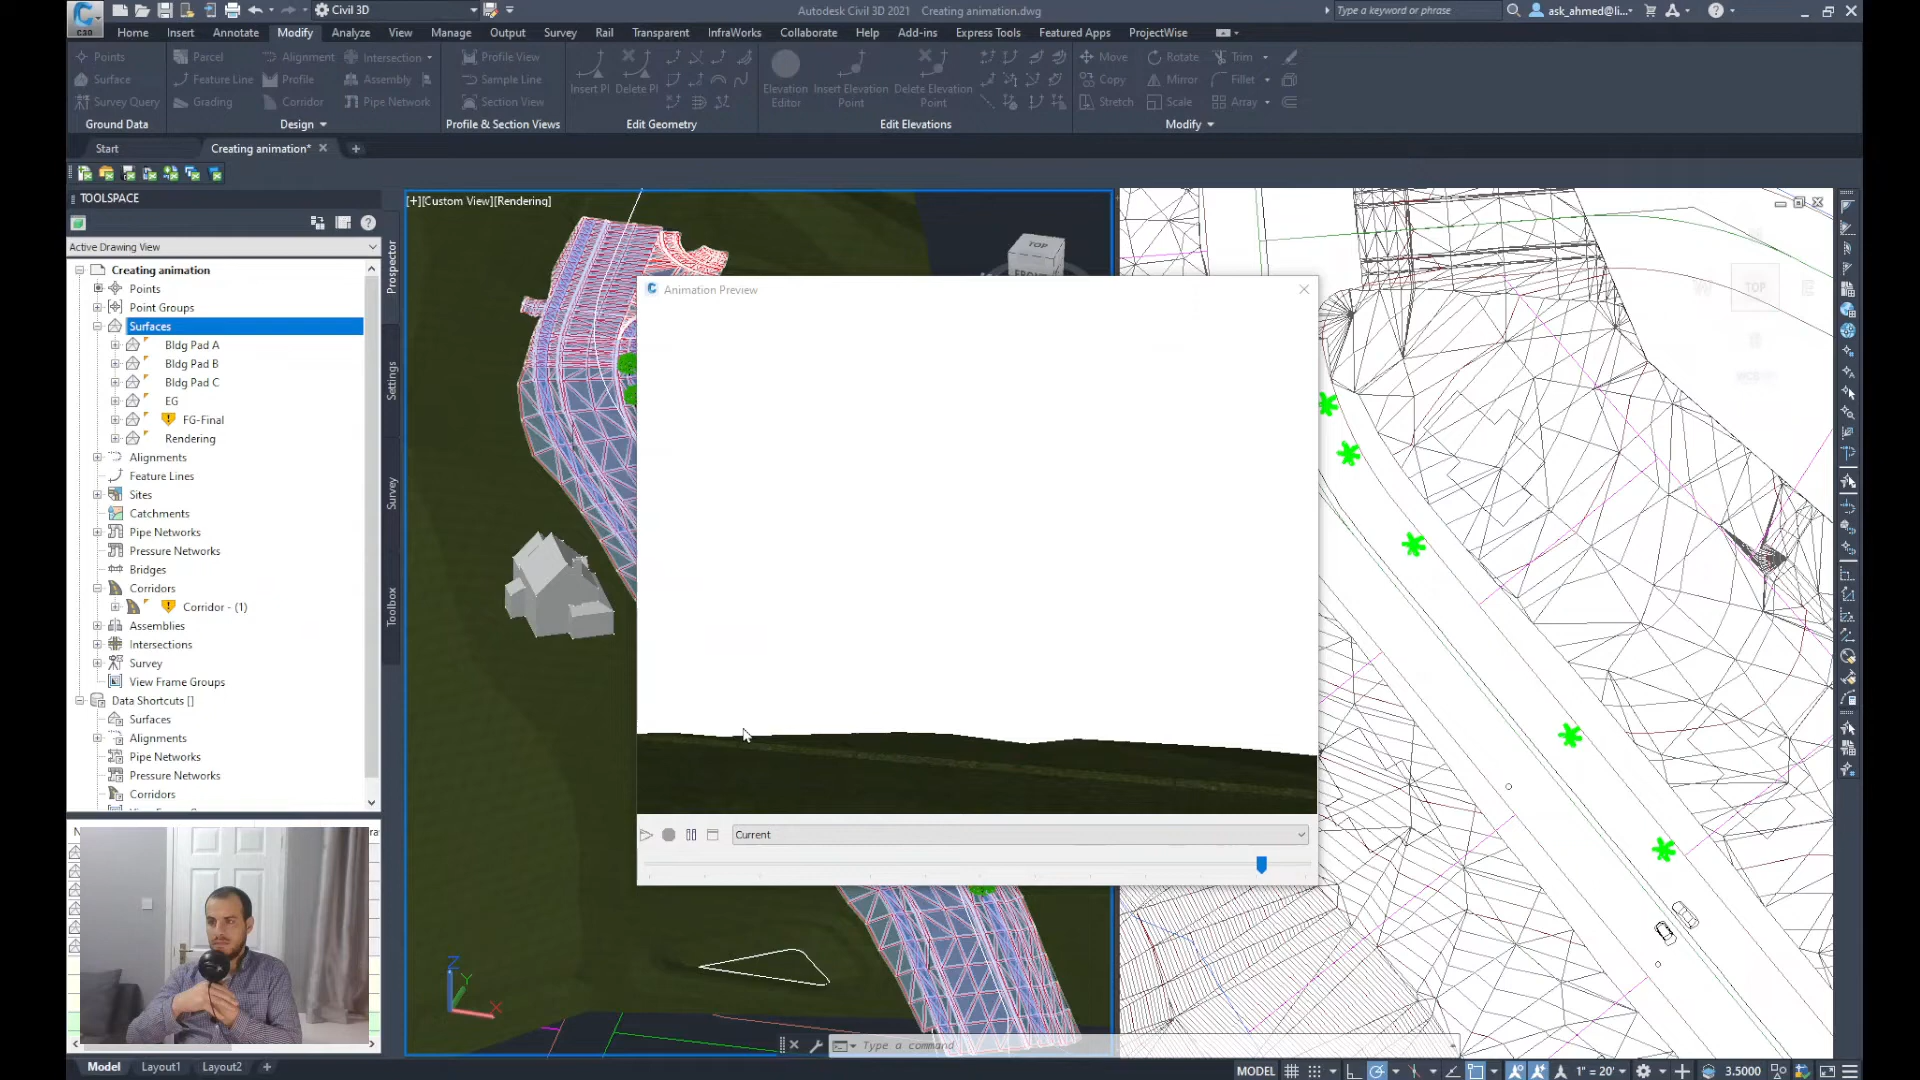 Civil 3D
Autodesk Civil 3D 2021 Creating animation.dwg
Type a keyword or phrase
ask_ahmed@li...
C3D
Home Insert Annotate Modify Analyze View Manage Output Survey Rail Transparent InfraWorks Collaborate Help Add-ins Express Tools Featured Apps ProjectWise
Points Parcel Alignment Intersection Profile View Move Rotate Trim
Surface Feature Line Profile Assembly Sample Line Copy Mirror Fillet
Survey Query Grading Corridor Pipe Network Section View Stretch Scale Array
Insert PI Delete PI
Elevation Editor Insert Elevation Point Delete Elevation Point
Ground Data Design Profile & Section Views Edit Geometry Edit Elevations Modify
Start Creating animation*
TOOLSPACE
Active Drawing View
Creating animation
Points
Point Groups
Surfaces
Bldg Pad A
Bldg Pad B
Bldg Pad C
EG
FG-Final
Rendering
Alignments
Feature Lines
Sites
Catchments
Pipe Networks
Pressure Networks
Bridges
Corridors
Corridor - (1)
Assemblies
Intersections
Survey
View Frame Groups
Data Shortcuts []
Surfaces
Alignments
Pipe Networks
Pressure Networks
Corridors
Prospector
Settings
Survey
Toolbox
[+][Custom View][Rendering]
TOP
FRONT
Animation Preview
Current
TOP
Z
Y
X
Type a command
Model Layout1 Layout2
MODEL 1" = 20' 3.5000